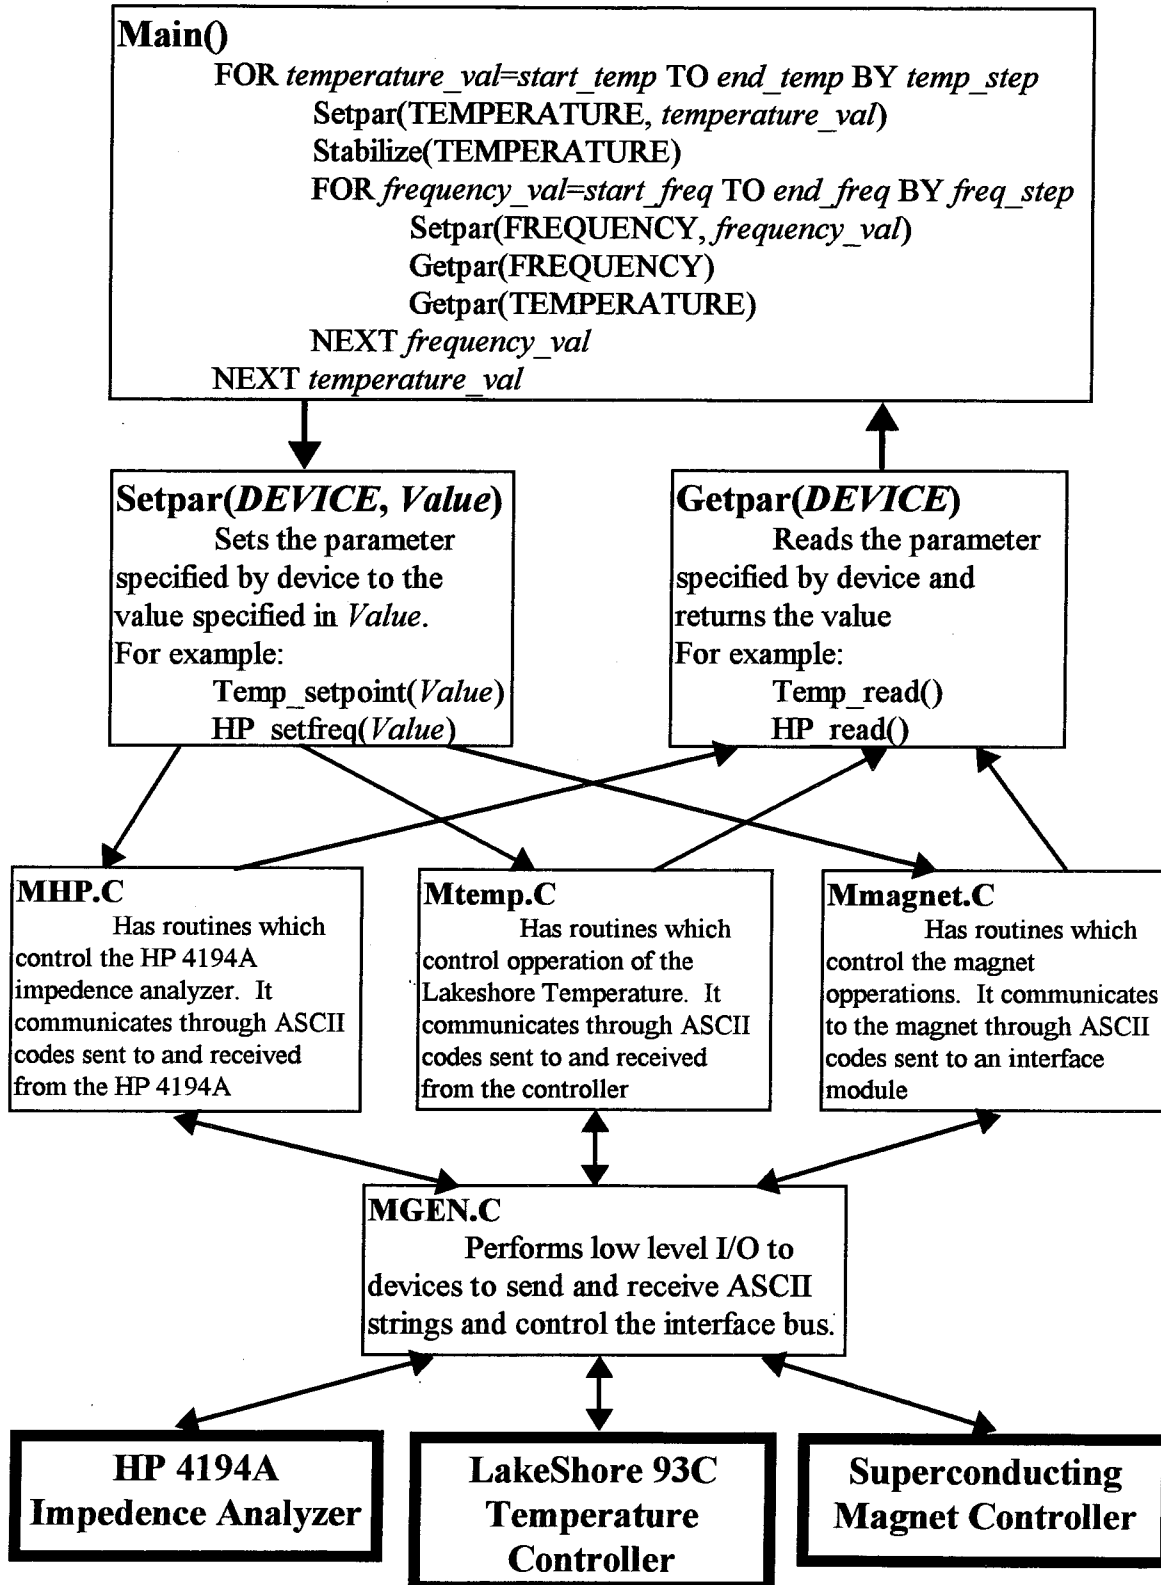 Main()
FOR temperature_val=start_temp TO end_temp BY temp_step
Setpar(TEMPERATURE, temperature_val)
Stabilize(TEMPERATURE)
FOR frequency_val=start_freq TO end_freq BY freq_step
Setpar(FREQUENCY, frequency_val)
Getpar(FREQUENCY)
Getpar(TEMPERATURE)
NEXT frequency_val
NEXT temperature_val
Setpar(DEVICE, Value)
Sets the parameter
specified by device to the
value specified in Value.
For example:
Temp_setpoint(Value)
HP_setfreq(Value)
Getpar(DEVICE)
Reads the parameter
specified by device and
returns the value
For example:
Temp_read()
HP_read()
MHP.C
Has routines which
control the HP 4194A
impedence analyzer. It
communicates through ASCII
codes sent to and received
from the HP 4194A
Mtemp.C
Has routines which
control opperation of the
Lakeshore Temperature. It
communicates through ASCII
codes sent to and received
from the controller
Mmagnet.C
Has routines which
control the magnet
opperations. It communicates
to the magnet through ASCII
codes sent to an interface
module
MGEN.C
Performs low level I/O to
devices to send and receive ASCII
strings and control the interface bus.
HP 4194A
Impedence Analyzer
LakeShore 93C
Temperature
Controller
Superconducting
Magnet Controller